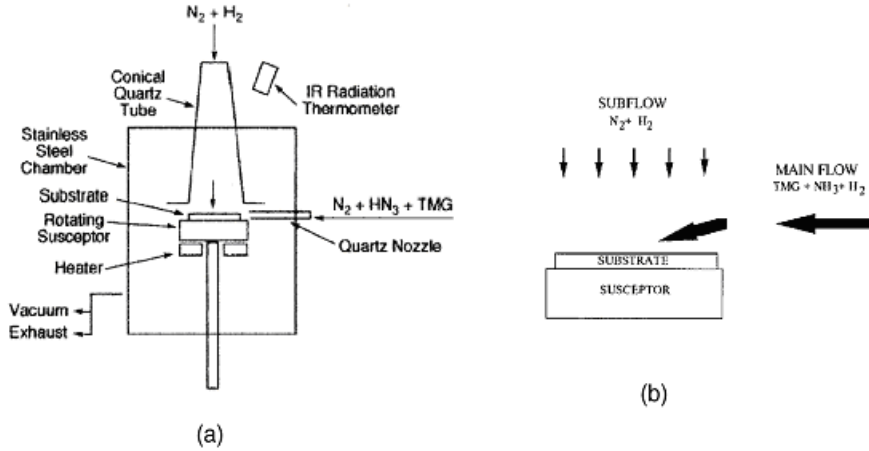 N₂ + H₂
Conical
Quartz
Tube
IR Radiation
Thermometer
Stainless
Steel
Chamber
Substrate
Rotating
Susceptor
Heater
N₂ + HN₃ + TMG
Quartz Nozzle
Vacuum
Exhaust
(a)
SUBFLOW
N₂+ H₂
MAIN FLOW
TMG + NH₃+ H₂
SUBSTRATE
SUSCEPTOR
(b)